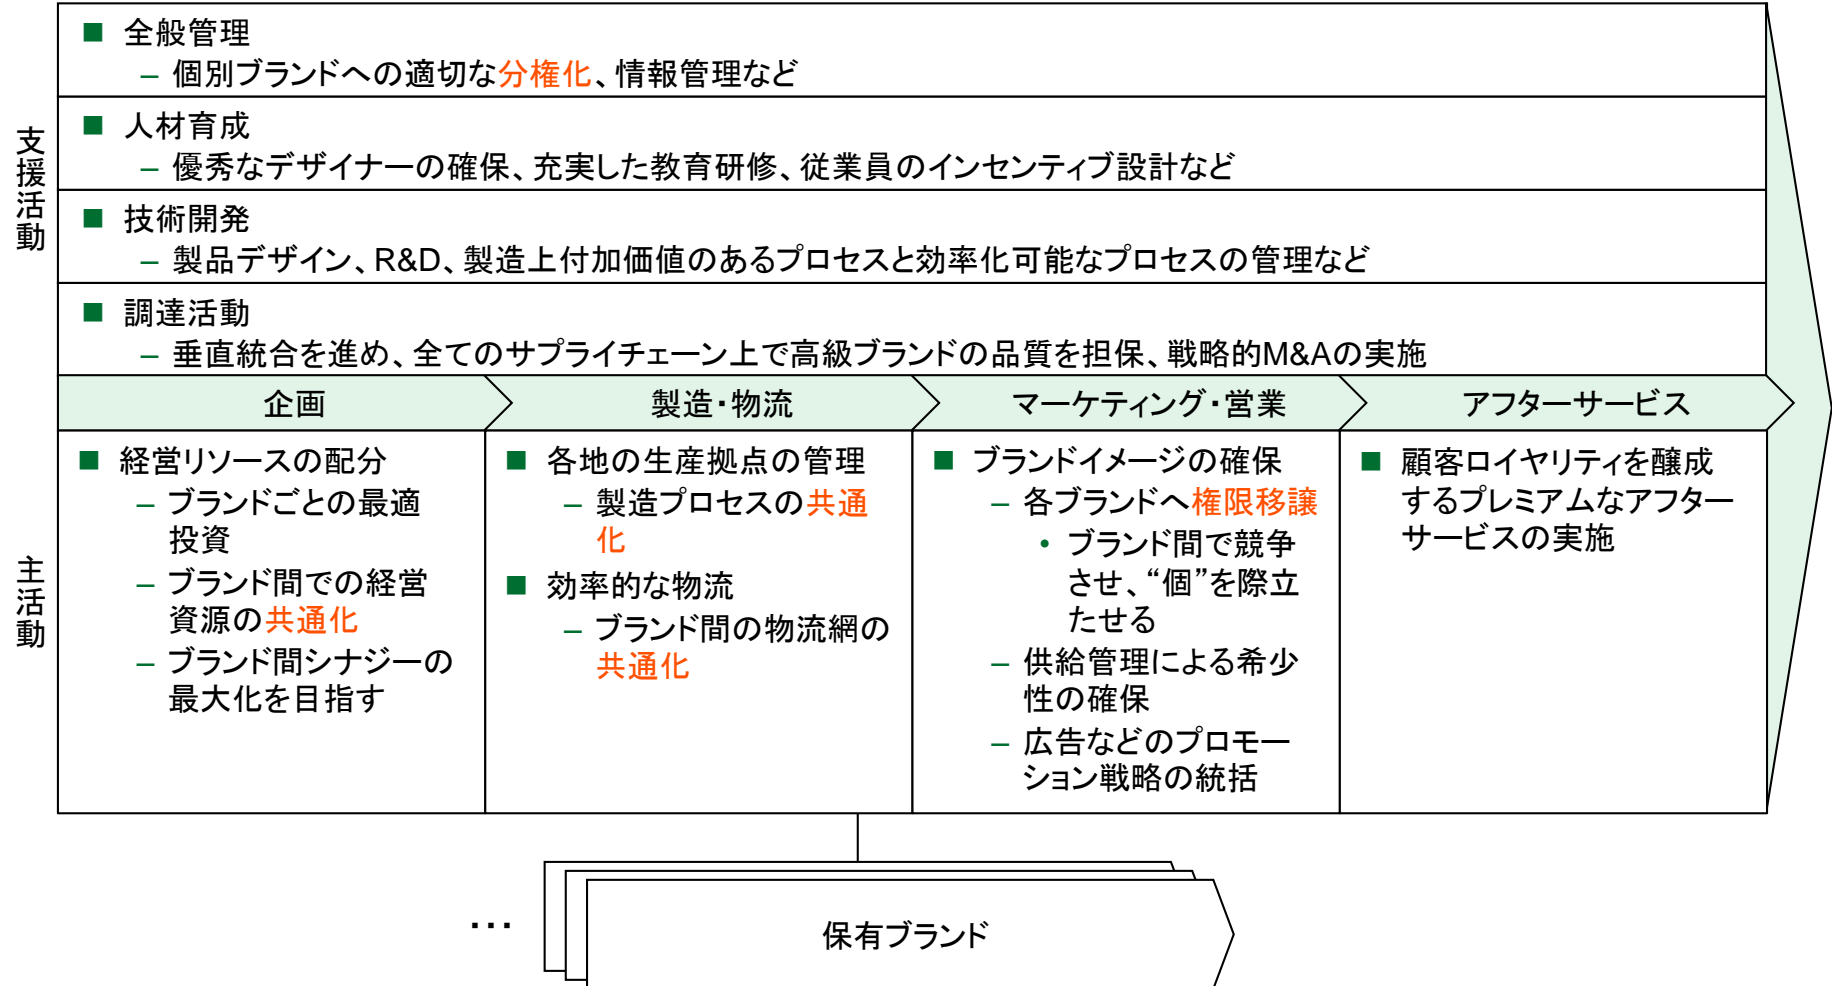 支援活動
全般管理
– 個別ブランドへの適切な分権化、情報管理など
人材育成
– 優秀なデザイナーの確保、充実した教育研修、従業員のインセンティブ設計など
技術開発
– 製品デザイン、R&D、製造上付加価値のあるプロセスと効率化可能なプロセスの管理など
調達活動
– 垂直統合を進め、全てのサプライチェーン上で高級ブランドの品質を担保、戦略的M&Aの実施
主活動
企画
経営リソースの配分
– ブランドごとの最適
投資
– ブランド間での経営
資源の共通化
– ブランド間シナジーの
最大化を目指す
製造・物流
各地の生産拠点の管理
– 製造プロセスの共通
化
効率的な物流
– ブランド間の物流網の
共通化
マーケティング・営業
ブランドイメージの確保
– 各ブランドへ権限移譲
• ブランド間で競争
させ、“個”を際立
たせる
– 供給管理による希少
性の確保
– 広告などのプロモー
ション戦略の統括
アフターサービス
顧客ロイヤリティを醸成
するプレミアムなアフター
サービスの実施
…
保有ブランド